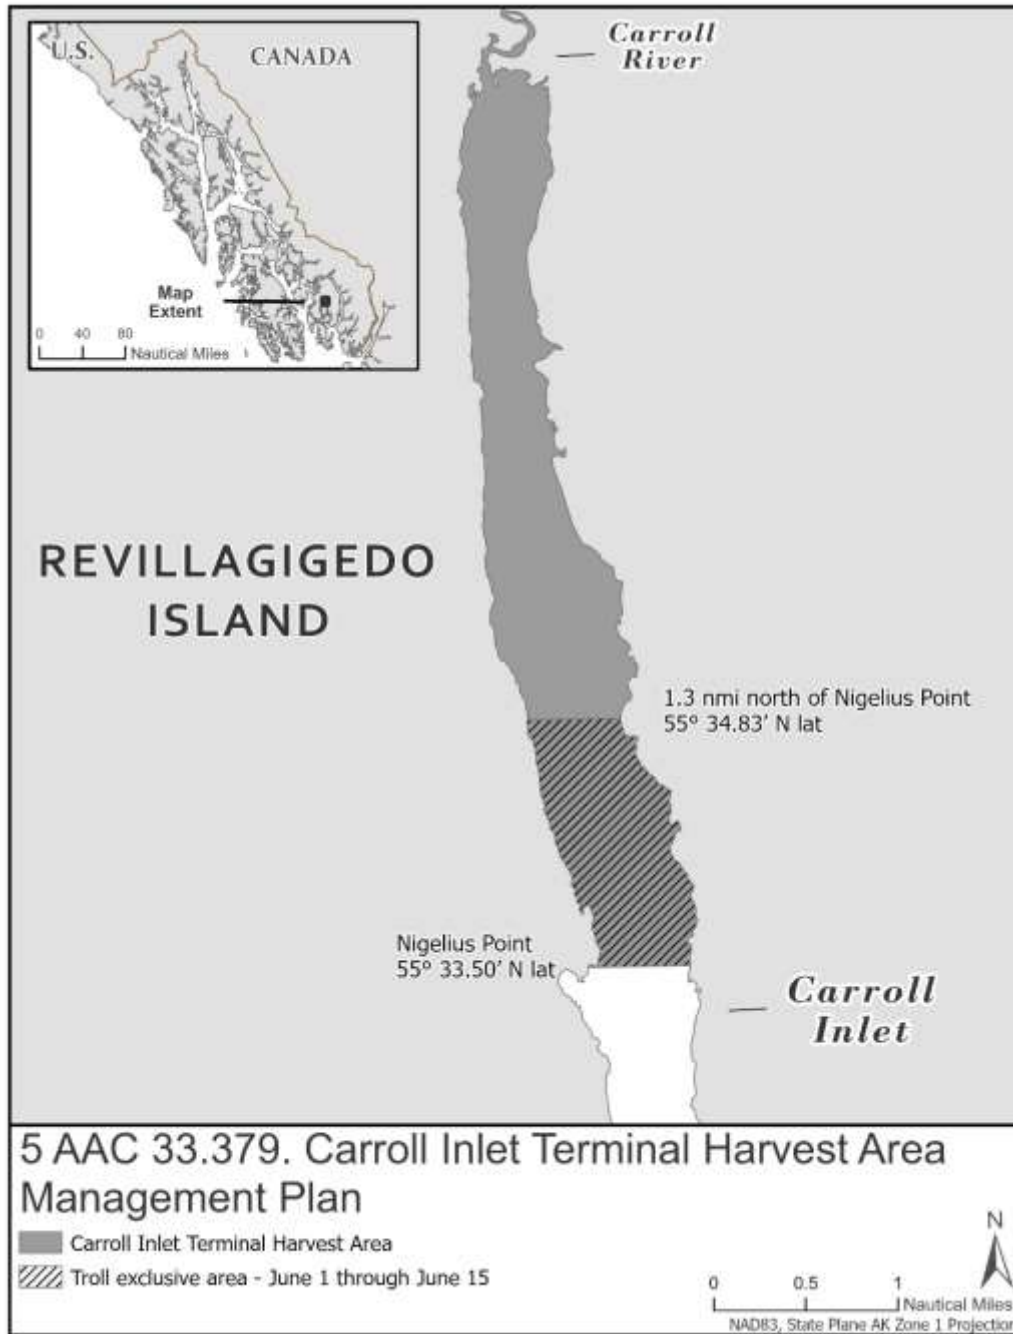 U.S.
CANADA
Map
Extent
0 40 80
Nautical Miles
Carroll
River
REVILLAGIGEDO
ISLAND
1.3 nmi north of Nigelius Point
55° 34.83' N lat
Nigelius Point
55° 33.50' N lat
Carroll
Inlet
5 AAC 33.379. Carroll Inlet Terminal Harvest Area
Management Plan
Carroll Inlet Terminal Harvest Area
Troll exclusive area - June 1 through June 15
N
0 0.5 1
Nautical Miles
NAD83, State Plane AK Zone 1 Projection